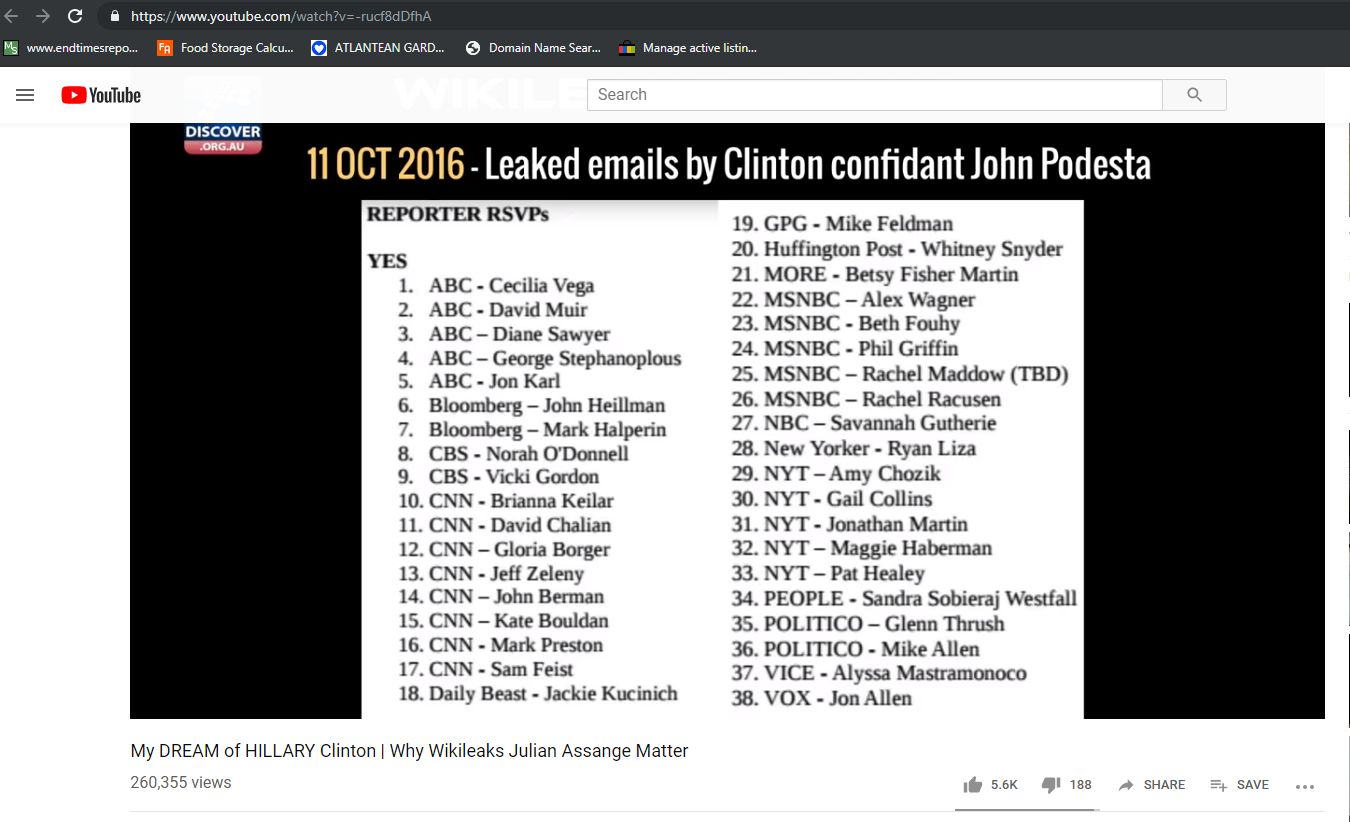 https://www.youtube.com/watch?v=-rucf8dDfhA
www.endtimesrepo...
FA Food Storage Calcu...
ATLANTEAN GARD...
Domain Name Sear...
Manage active listin...
YouTube
WIKILE
Search
DISCOVER
.ORG.AU
11 OCT 2016 - Leaked emails by Clinton confidant John Podesta
REPORTER RSVPs
YES
1. ABC - Cecilia Vega
2. ABC - David Muir
3. ABC – Diane Sawyer
4. ABC – George Stephanoplous
5. ABC - Jon Karl
6. Bloomberg – John Heillman
7. Bloomberg – Mark Halperin
8. CBS - Norah O'Donnell
9. CBS - Vicki Gordon
10. CNN - Brianna Keilar
11. CNN - David Chalian
12. CNN – Gloria Borger
13. CNN - Jeff Zeleny
14. CNN – John Berman
15. CNN – Kate Bouldan
16. CNN - Mark Preston
17. CNN - Sam Feist
18. Daily Beast - Jackie Kucinich
19. GPG - Mike Feldman
20. Huffington Post - Whitney Snyder
21. MORE - Betsy Fisher Martin
22. MSNBC – Alex Wagner
23. MSNBC - Beth Fouhy
24. MSNBC - Phil Griffin
25. MSNBC – Rachel Maddow (TBD)
26. MSNBC – Rachel Racusen
27. NBC – Savannah Gutherie
28. New Yorker - Ryan Liza
29. NYT – Amy Chozik
30. NYT - Gail Collins
31. NYT - Jonathan Martin
32. NYT – Maggie Haberman
33. NYT – Pat Healey
34. PEOPLE - Sandra Sobieraj Westfall
35. POLITICO – Glenn Thrush
36. POLITICO - Mike Allen
37. VICE - Alyssa Mastramonoco
38. VOX - Jon Allen
My DREAM of HILLARY Clinton | Why Wikileaks Julian Assange Matter
260,355 views
5.6K
188
SHARE
SAVE